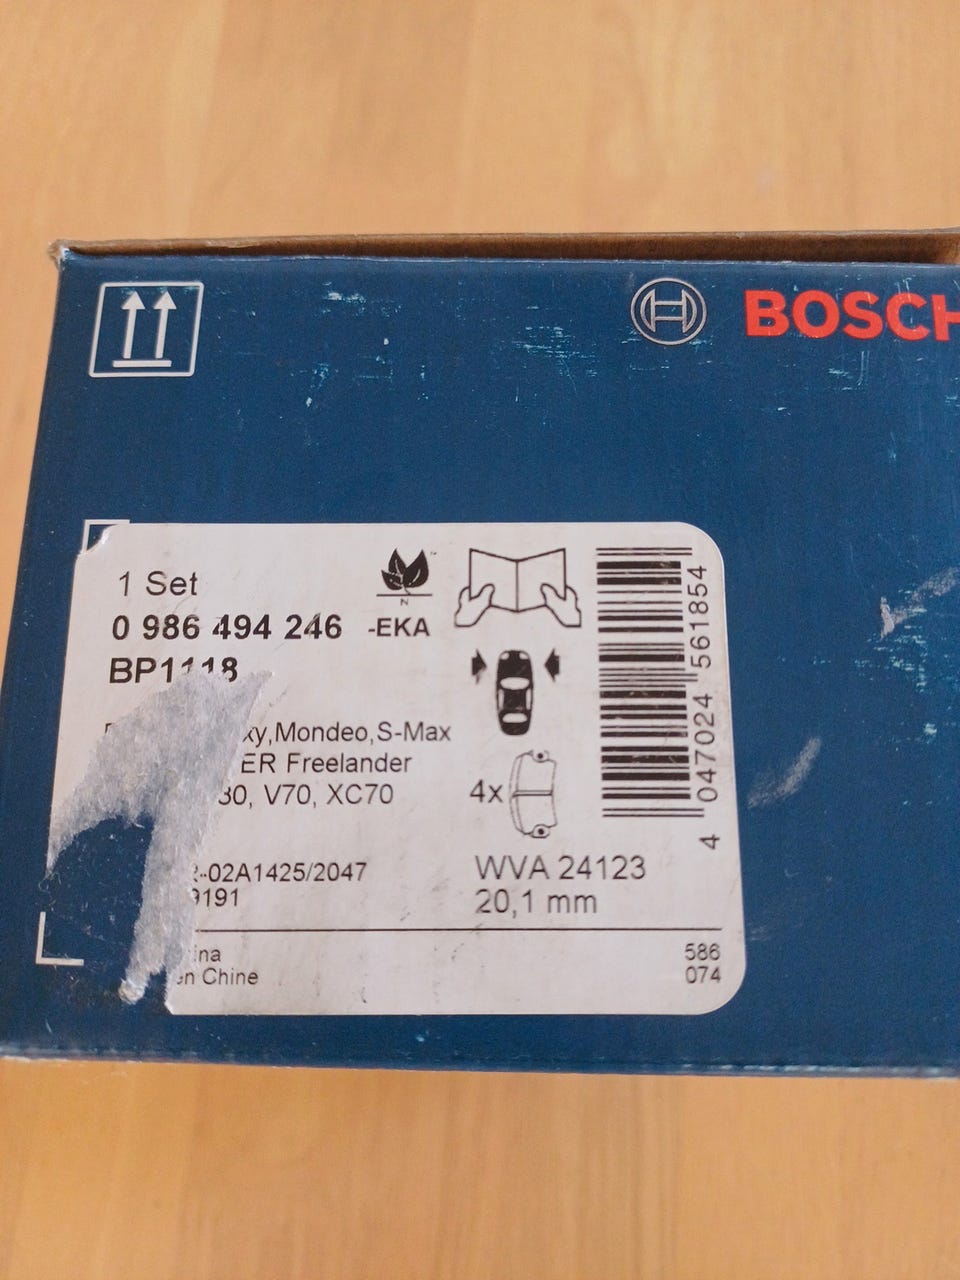 BOSCH
1 Set
0 986 494 246 -EKA
BP1118
N
xy,Mondeo,S-Max
ER Freelander
30, V70, XC70
4x
R-02A1425/2047
9191
WVA 24123
20,1 mm
ina
en Chine
586
074
4 047024 561854